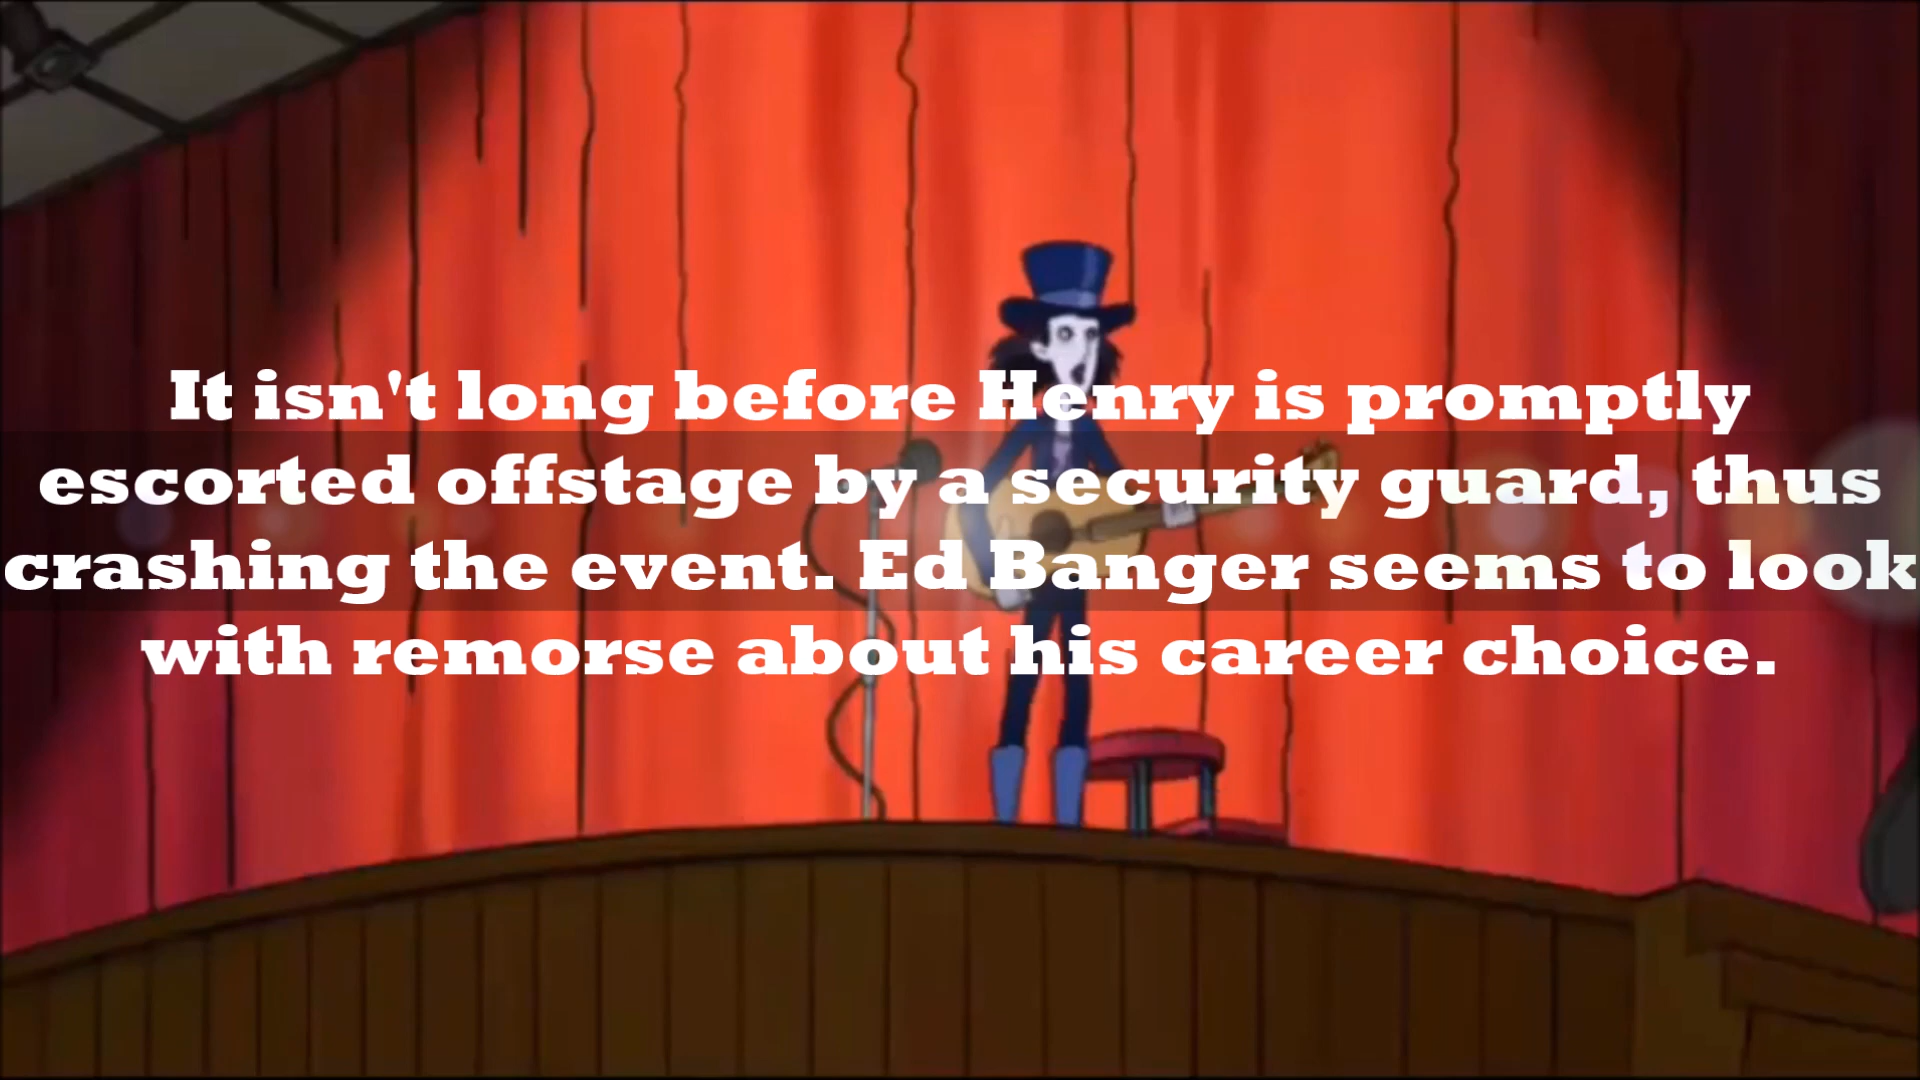 It isn't long before Henry is promptly
escorted offstage by a security guard, thus
crashing the event. Ed Banger seems to look
with remorse about his career choice.